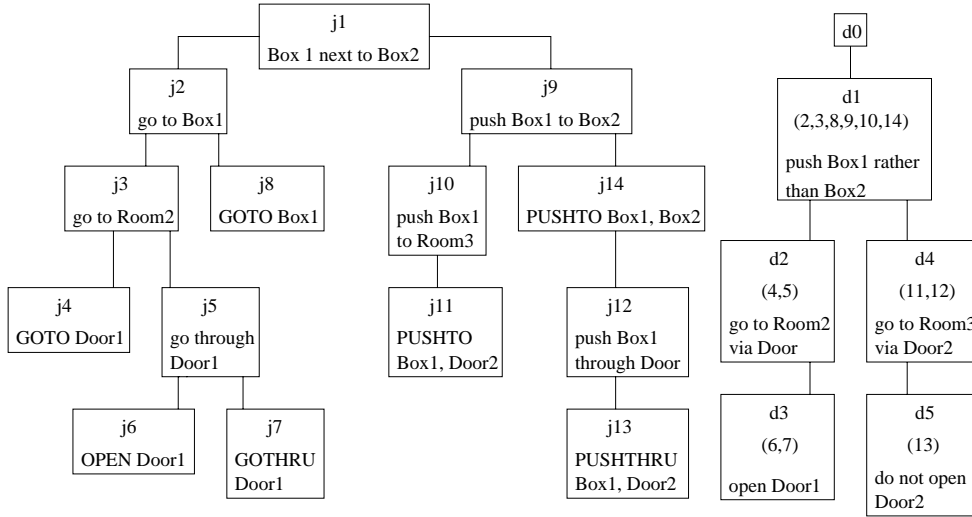 j1
Box 1 next to Box2
j2
go to Box1
j9
push Box1 to Box2
j3
go to Room2
j8
GOTO Box1
j10
push Box1
to Room3
j14
PUSHTO Box1, Box2
j4
GOTO Door1
j5
go through
Door1
j11
PUSHTO
Box1, Door2
j12
push Box1
through Door
j6
OPEN Door1
j7
GOTHRU
Door1
j13
PUSHTHRU
Box1, Door2
d0
d1
(2,3,8,9,10,14)
push Box1 rather
than Box2
d2
(4,5)
go to Room2
via Door
d4
(11,12)
go to Room3
via Door2
d3
(6,7)
open Door1
d5
(13)
do not open
Door2